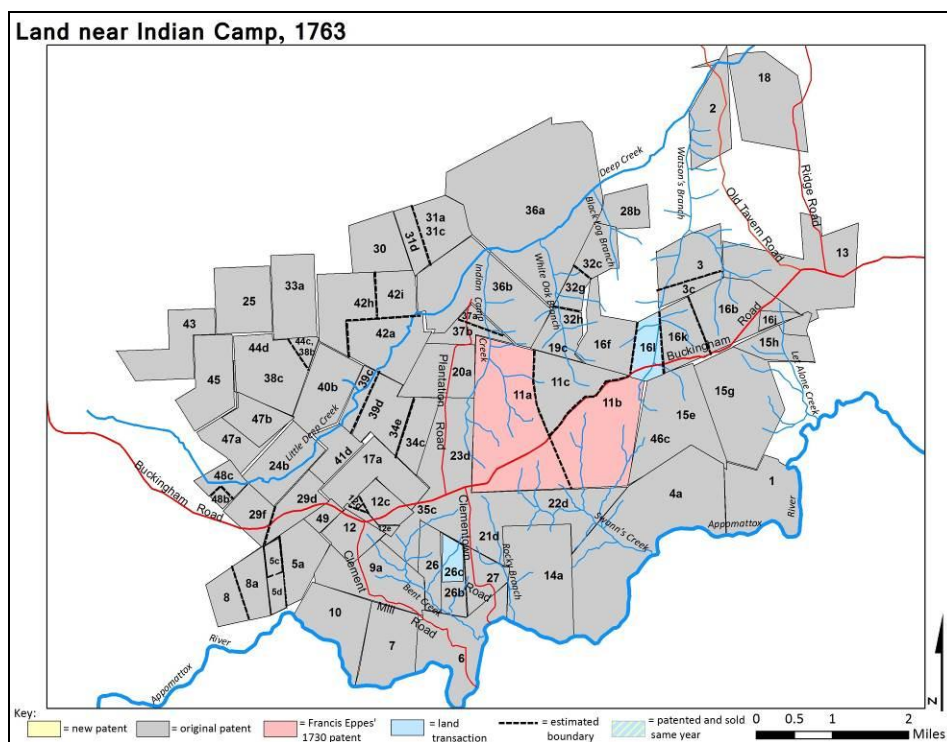 Land near Indian Camp, 1763
18
2
Deep Creek
Watson's Branch
Old Tavern Road
Ridge Road
36a
Black Log Branch
28b
31a
31c
31d
30
13
3
3c
32c
32g
32h
White Oak Branch
Indian Camp Creek
36b
33a
25
42h
42i
42a
43
37a
37b
19c
16f
16l
16k
16b
16j
15h
Buckingham Road
Let Alone Creek
44d
44c,
38b
38c
45
40b
39c
39d
20a
Plantation Road
11a
11c
11b
15g
15e
46c
47b
47a
Little Deep Creek
34e
34c
41d
17a
23d
24b
48c
48b
Buckingham Road
29f
29d
49
12
12c
12e
35c
Clementown Road
22d
21d
Swann's Creek
4a
1
Appomattox River
Rocky Branch
14a
5c
5a
5d
8a
8
9a
26
26c
26b
27
Bent Creek
Clement Mill Road
10
7
6
Appomattox River
N
Key:
= new patent
= original patent
= Francis Eppes'
1730 patent
= land
transaction
= estimated
boundary
= patented and sold
same year
0 0.5 1 2
Miles